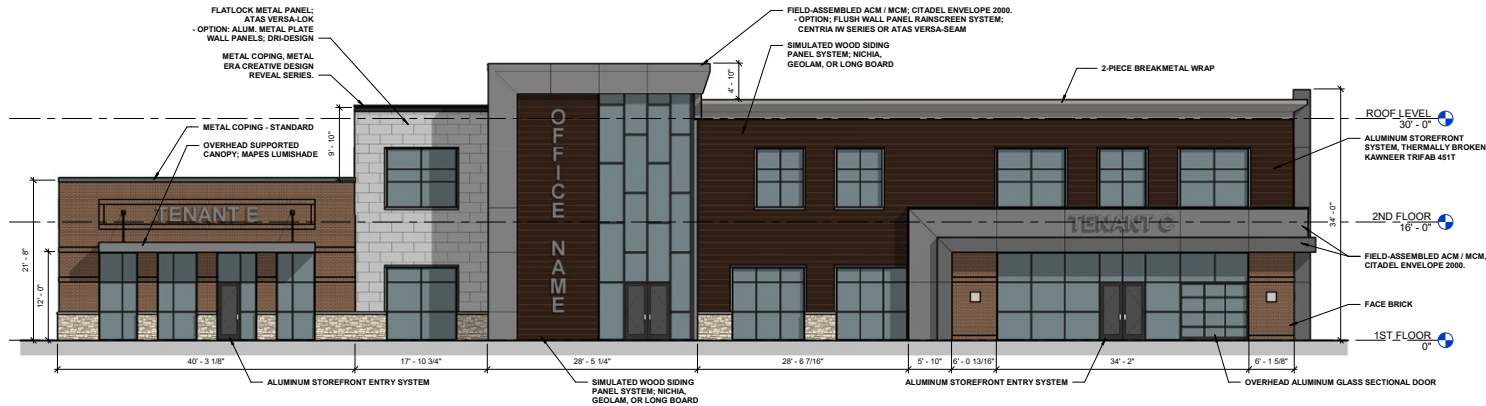 FLATLOCK METAL PANEL;
ATAS VERSA-LOK
- OPTION: ALUM. METAL PLATE
WALL PANELS; DRI-DESIGN
METAL COPING, METAL
ERA CREATIVE DESIGN
REVEAL SERIES.
METAL COPING - STANDARD
OVERHEAD SUPPORTED
CANOPY; MAPES LUMISHADE
FIELD-ASSEMBLED ACM / MCM; CITADEL ENVELOPE 2000.
- OPTION; FLUSH WALL PANEL RAINSCREEN SYSTEM;
CENTRIA IW SERIES OR ATAS VERSA-SEAM
SIMULATED WOOD SIDING
PANEL SYSTEM; NICHIA,
GEOLAM, OR LONG BOARD
2-PIECE BREAKMETAL WRAP
4' - 10"
9' - 10"
21' - 8"
12' - 0"
34' - 0"
TENANT E
OFFICE NAME
TENANT C
ROOF LEVEL
30' - 0"
ALUMINUM STOREFRONT
SYSTEM, THERMALLY BROKEN
KAWNEER TRIFAB 451T
2ND FLOOR
16' - 0"
FIELD-ASSEMBLED ACM / MCM,
CITADEL ENVELOPE 2000.
FACE BRICK
1ST FLOOR
0"
40' - 3 1/8"
17' - 10 3/4"
28' - 5 1/4"
28' - 6 7/16"
5' - 10"
6' - 0 13/16"
34' - 2"
6' - 1 5/8"
ALUMINUM STOREFRONT ENTRY SYSTEM
SIMULATED WOOD SIDING
PANEL SYSTEM; NICHIA,
GEOLAM, OR LONG BOARD
ALUMINUM STOREFRONT ENTRY SYSTEM
OVERHEAD ALUMINUM GLASS SECTIONAL DOOR